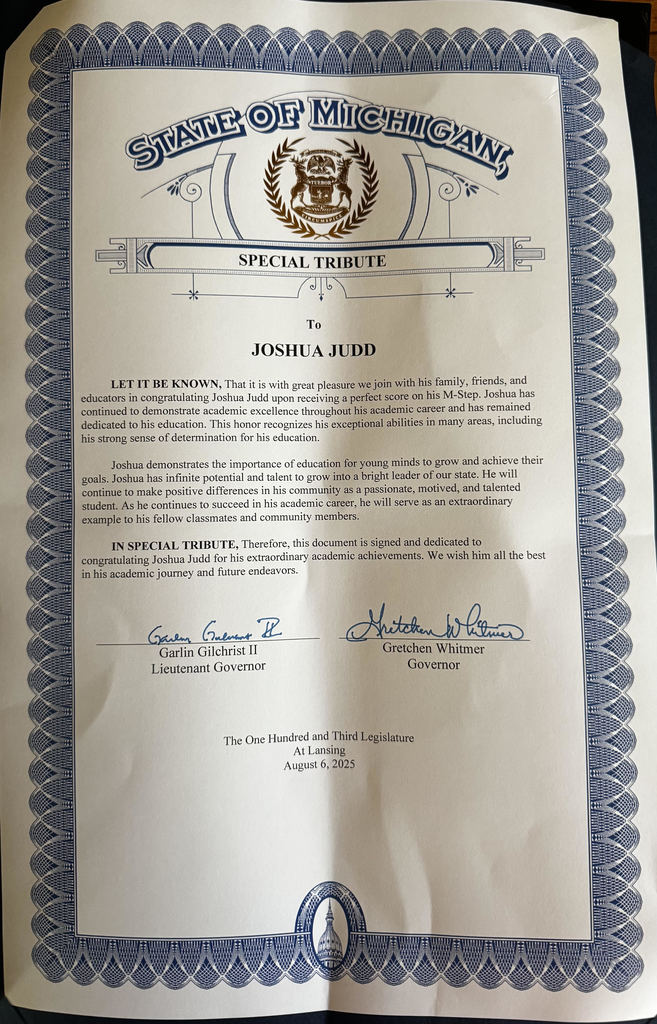 STATE OF MICHIGAN,
TUEBOR
CIRCUMSPICE
SPECIAL TRIBUTE
To
JOSHUA JUDD
LET IT BE KNOWN, That it is with great pleasure we join with his family, friends, and
educators in congratulating Joshua Judd upon receiving a perfect score on his M-Step. Joshua has
continued to demonstrate academic excellence throughout his academic career and has remained
dedicated to his education. This honor recognizes his exceptional abilities in many areas, including
his strong sense of determination for his education.
Joshua demonstrates the importance of education for young minds to grow and achieve their
goals. Joshua has infinite potential and talent to grow into a bright leader of our state. He will
continue to make positive differences in his community as a passionate, motived, and talented
student. As he continues to succeed in his academic career, he will serve as an extraordinary
example to his fellow classmates and community members.
IN SPECIAL TRIBUTE, Therefore, this document is signed and dedicated to
congratulating Joshua Judd for his extraordinary academic achievements. We wish him all the best
in his academic journey and future endeavors.
Garlin Gilchrist II
Gretchen Whitmer
Garlin Gilchrist II
Lieutenant Governor
Gretchen Whitmer
Governor
The One Hundred and Third Legislature
At Lansing
August 6, 2025